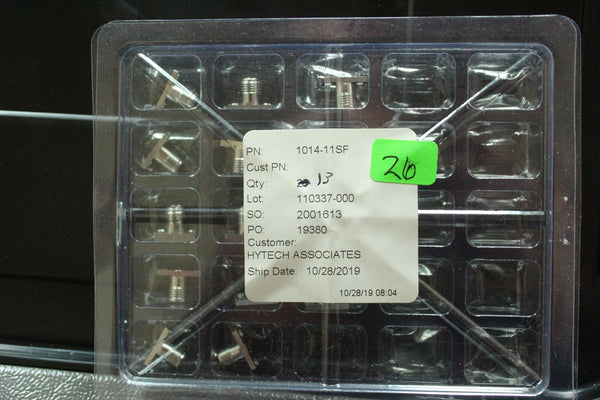 PN: 1014-11SF
Cust PN:
Qty: 13
Lot: 110337-000
SO: 2001613
PO: 19380
Customer:
HYTECH ASSOCIATES
Ship Date: 10/28/2019
10/28/19 08:04
26